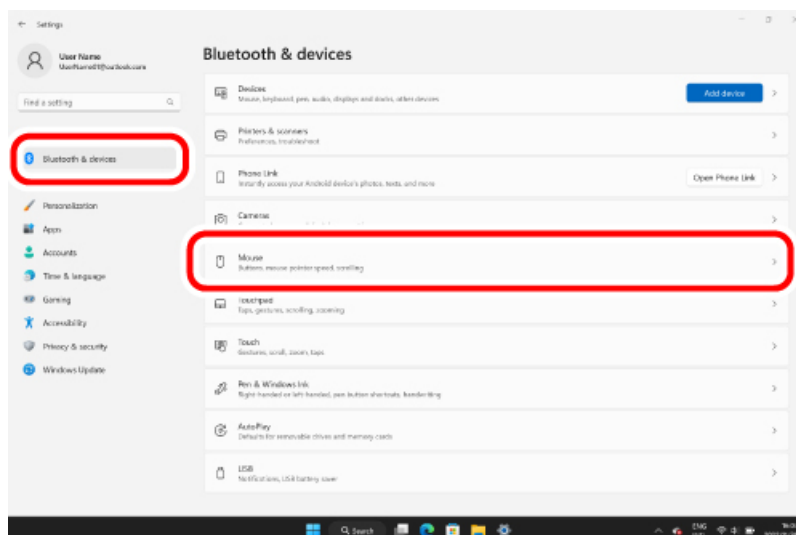 Settings
User Name
Bluetooth & devices
Find a setting
Bluetooth & devices
Personalization
Apps
Accounts
Time & language
Gaming
Accessibility
Privacy & security
Windows Update
Devices
Mouse, keyboard, pen, audio, displays and docks, other devices
Add device
Printers & scanners
Preferences, troubleshoot
Phone Link
Instantly access your Android device's photos, texts, and more
Open Phone Link
Cameras
Mouse
Buttons, mouse pointer speed, scrolling
Touchpad
Taps, gestures, scrolling, zooming
Touch
Gestures, scroll, zoom, taps
Pen & Windows Ink
Right-handed or left-handed, pen button shortcuts, handwriting
AutoPlay
Defaults for removable drives and memory cards
USB
Notifications, USB battery saver
Search
ENG